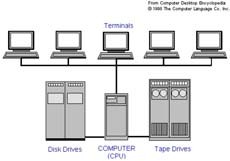 From Computer Desktop Encyclopedia
© 1998 The Computer Language Co. Inc.
Terminals
Disk Drives
COMPUTER
(CPU)
Tape Drives